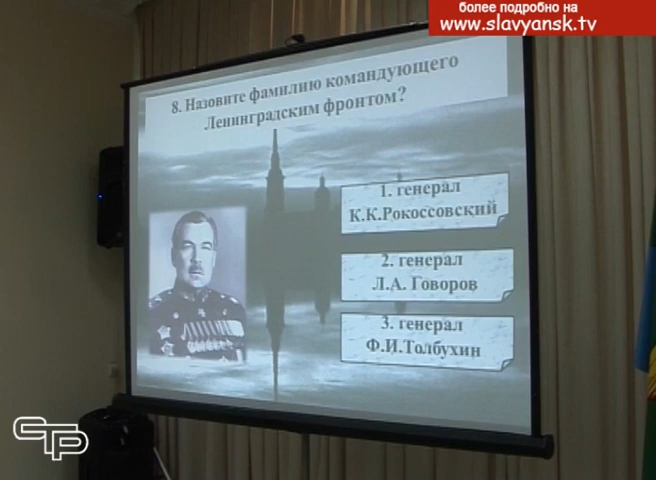 более подробно на
www.slavyansk.tv
8. Назовите фамилию командующего
Ленинградским фронтом?
1. генерал
К.К.Рокоссовский
2. генерал
Л.А. Говоров
3. генерал
Ф.И.Толбухин
СТР